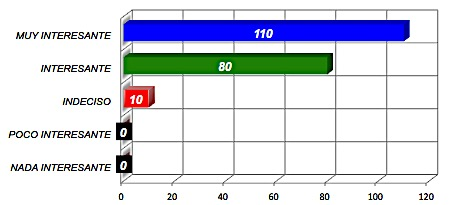 MUY INTERESANTE 110
INTERESANTE 80
INDECISO 10
POCO INTERESANTE 0
NADA INTERESANTE 0
0 20 40 60 80 100 120